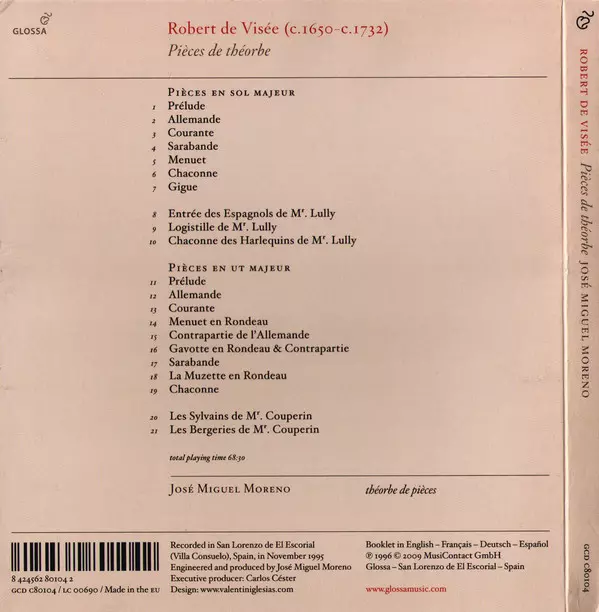 GLOSSA
Robert de Visée (c.1650–c.1732)
Pièces de théorbe
Pièces en sol majeur
1 Prélude
2 Allemande
3 Courante
4 Sarabande
5 Menuet
6 Chaconne
7 Gigue
8 Entrée des Espagnols de Mr. Lully
9 Logistille de Mr. Lully
10 Chaconne des Harlequins de Mr. Lully
Pièces en ut majeur
11 Prélude
12 Allemande
13 Courante
14 Menuet en Rondeau
15 Contrapartie de l'Allemande
16 Gavotte en Rondeau & Contrapartie
17 Sarabande
18 La Muzette en Rondeau
19 Chaconne
20 Les Sylvains de Mr. Couperin
21 Les Bergeries de Mr. Couperin
total playing time 68:30
José Miguel Moreno théorbe de pièces
8 424562 80104 2
GCD C80104 / LC 00690 / Made in the EU
Recorded in San Lorenzo de El Escorial
(Villa Consuelo), Spain, in November 1995
Engineered and produced by José Miguel Moreno
Executive producer: Carlos Céster
Design: www.valentiniglesias.com
Booklet in English – Français – Deutsch – Español
℗ 1996 © 2009 MusiContact GmbH
Glossa – San Lorenzo de El Escorial – Spain
www.glossamusic.com
ROBERT DE VISÉE Pièces de théorbe JOSÉ MIGUEL MORENO
GCD C80104